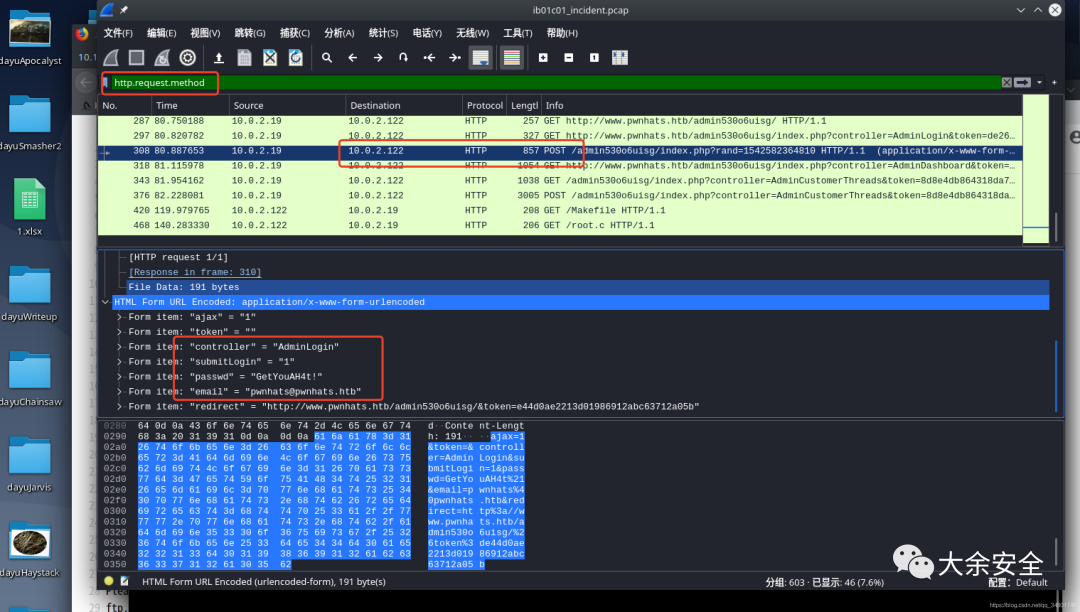 ib01c01_incident.pcap
文件(F) 编辑(E) 视图(V) 跳转(G) 捕获(C) 分析(A) 统计(S) 电话(Y) 无线(W) 工具(T) 帮助(H)
dayuApocalyst
dayuSmasher2
1.xlsx
dayuWriteup
dayuChainsaw
dayuJarvis
dayuHaystack
10.1
http.request.method
No. Time Source Destination Protocol Lengtl Info
287 80.750188 10.0.2.19 10.0.2.122 HTTP 257 GET http://www.pwnhats.htb/admin530o6uisg/ HTTP/1.1
297 80.820782 10.0.2.19 10.0.2.122 HTTP 327 GET http://www.pwnhats.htb/admin530o6uisg/index.php?controller=AdminLogin&token=de26…
308 80.887653 10.0.2.19 10.0.2.122 HTTP 857 POST /admin530o6uisg/index.php?rand=1542582364810 HTTP/1.1 (application/x-www-form-…
318 81.115978 10.0.2.19 10.0.2.122 HTTP 1054 GET http://www.pwnhats.htb/admin530o6uisg/index.php?controller=AdminDashboard&token=…
343 81.954162 10.0.2.19 10.0.2.122 HTTP 1038 GET /admin530o6uisg/index.php?controller=AdminCustomerThreads&token=8d8e4db864318da7…
376 82.228081 10.0.2.19 10.0.2.122 HTTP 3005 POST /admin530o6uisg/index.php?controller=AdminCustomerThreads&token=8d8e4db864318d…
420 119.979765 10.0.2.122 10.0.2.19 HTTP 208 GET /Makefile HTTP/1.1
468 140.283330 10.0.2.122 10.0.2.19 HTTP 206 GET /root.c HTTP/1.1
[HTTP request 1/1]
[Response in frame: 310]
File Data: 191 bytes
HTML Form URL Encoded: application/x-www-form-urlencoded
Form item: "ajax" = "1"
Form item: "token" = ""
Form item: "controller" = "AdminLogin"
Form item: "submitLogin" = "1"
Form item: "passwd" = "GetYouAH4t!"
Form item: "email" = "pwnhats@pwnhats.htb"
Form item: "redirect" = "http://www.pwnhats.htb/admin530o6uisg/&token=e44d0ae2213d01986912abc63712a05b"
0280 64 0d 0a 43 6f 6e 74 65 6e 74 2d 4c 65 6e 67 74 d··Conte nt-Lengt
0290 68 3a 20 31 39 31 0d 0a 0d 0a 61 6a 61 78 3d 31 h: 191·· ··ajax=1
02a0 26 74 6f 6b 65 6e 3d 26 63 6f 6e 74 72 6f 6c 6c &token=& controll
02b0 65 72 3d 41 64 6d 69 6e 4c 6f 67 69 6e 26 73 75 er=Admin Login&su
02c0 62 6d 69 74 4c 6f 67 69 6e 3d 31 26 70 61 73 73 bmitLogi n=1&pass
02d0 77 64 3d 47 65 74 59 6f 75 41 48 34 74 25 32 31 wd=GetYo uAH4t%21
02e0 26 65 6d 61 69 6c 3d 70 77 6e 68 61 74 73 25 34 &email=p wnhats%4
02f0 30 70 77 6e 68 61 74 73 2e 68 74 62 26 72 65 64 0pwnhats .htb&red
0300 69 72 65 63 74 3d 68 74 74 70 25 33 61 2f 2f 77 irect=ht tp%3a//w
0310 77 77 2e 70 77 6e 68 61 74 73 2e 68 74 62 2f 61 ww.pwnha ts.htb/a
0320 64 6d 69 6e 35 33 30 6f 36 75 69 73 67 2f 25 32 dmin530o 6uisg/%2
0330 36 74 6f 6b 65 6e 25 33 64 65 34 34 64 30 61 65 6token%3 de44d0ae
0340 32 32 31 33 64 30 31 39 38 36 39 31 32 61 62 63 2213d019 86912abc
0350 36 33 37 31 32 61 30 35 62 63712a05 b
HTML Form URL Encoded (urlencoded-form), 191 byte(s)
分组: 603 · 已显示: 46 (7.6%)
配置: Default
大余安全
29 ftp.